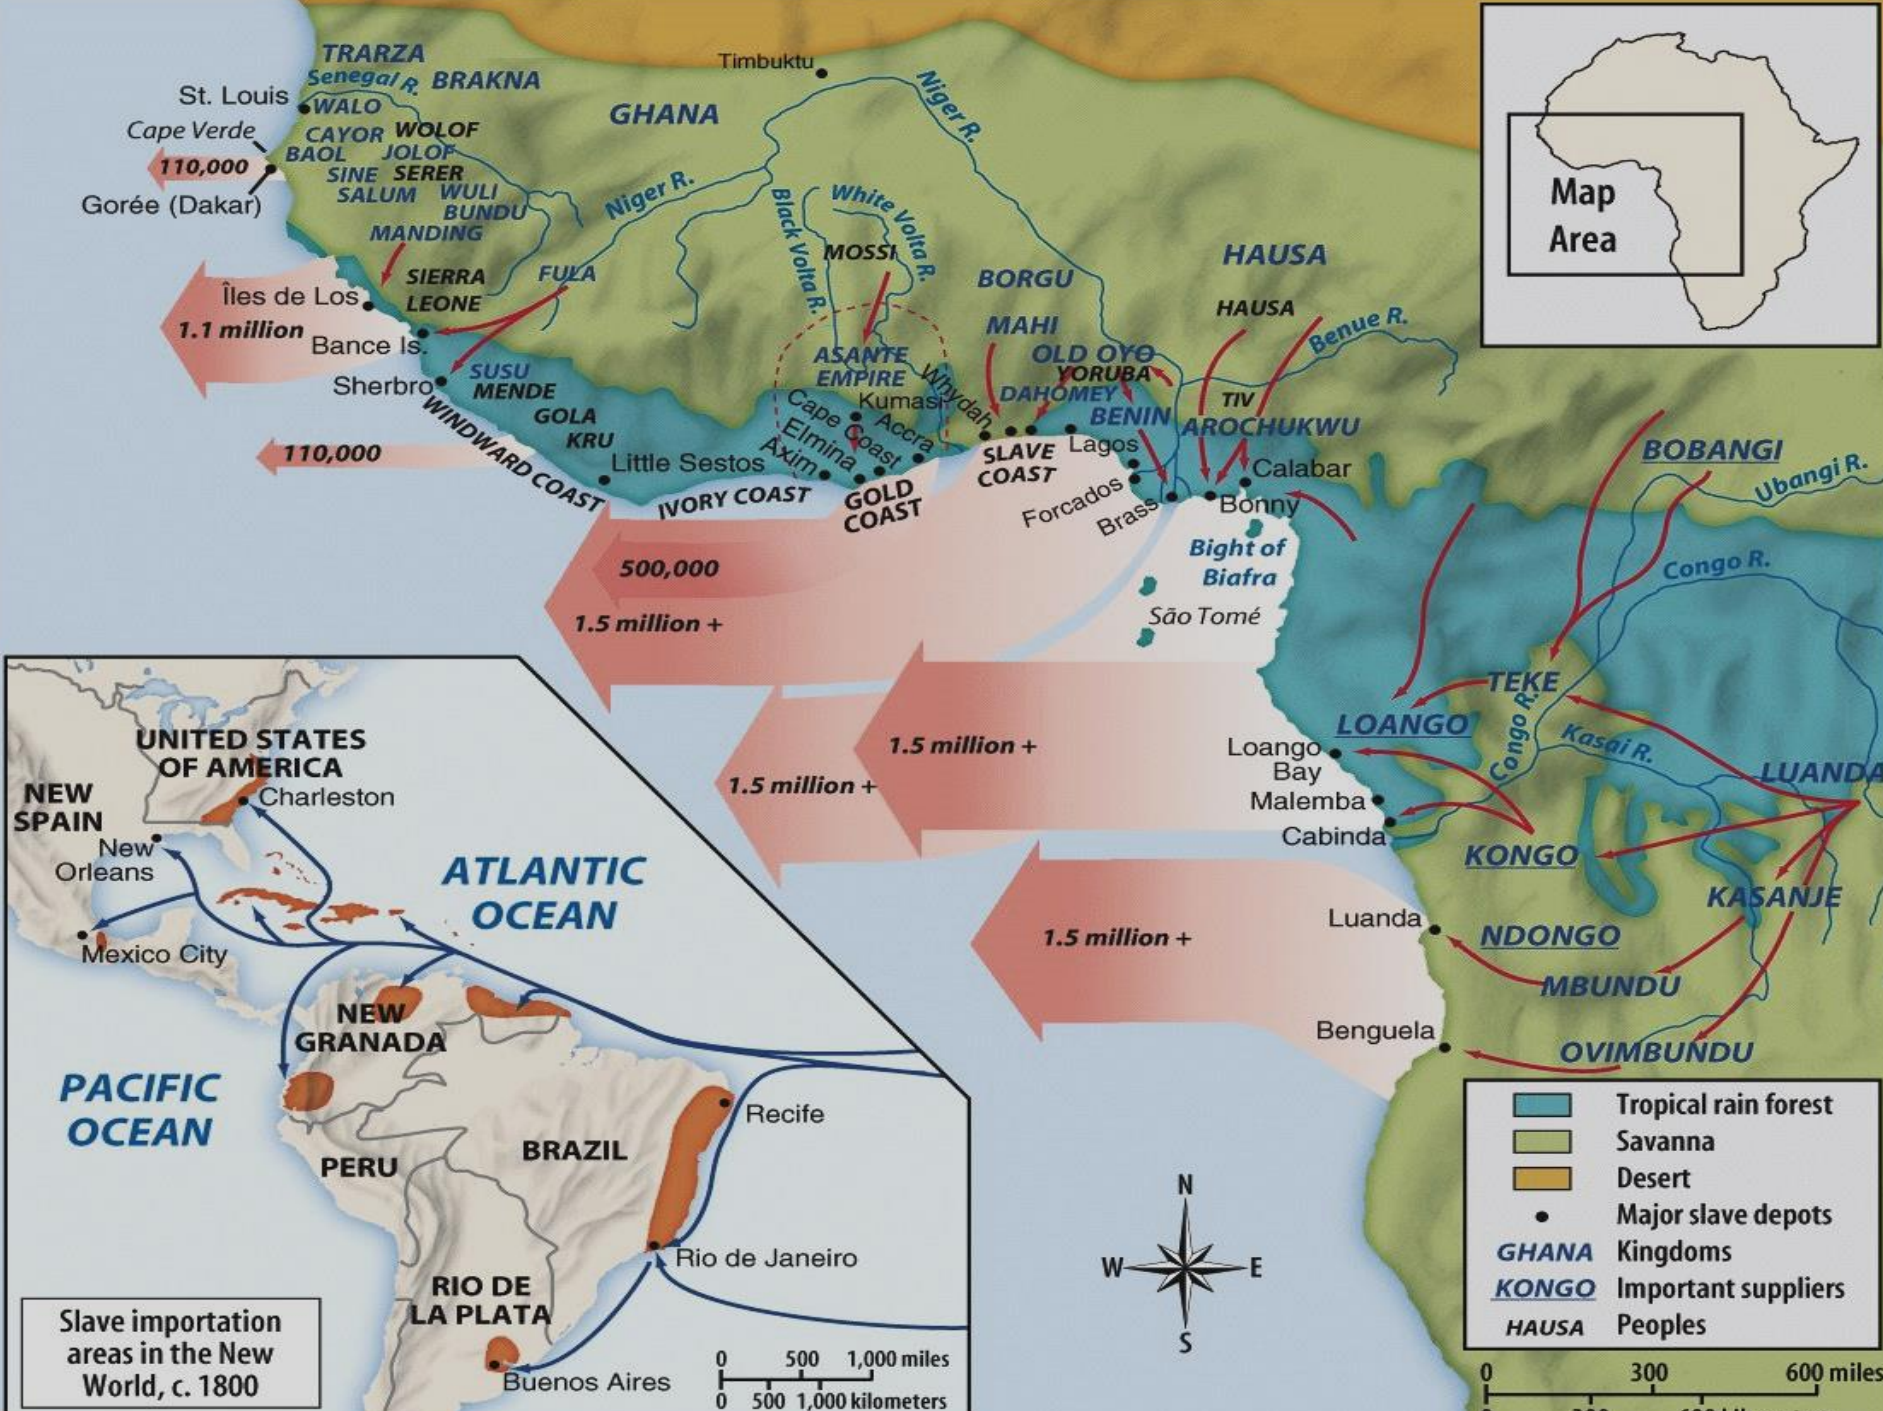 TRARZA
Senegal R.
BRAKNA
Timbuktu
Niger R.
St. Louis
WALO
GHANA
Cape Verde
CAYOR
WOLOF
BAOL
JOLOF
110,000
SINE
SERER
SALUM
WULI
Gorée (Dakar)
BUNDU
Niger R.
Black Volta R.
White Volta R.
MANDING
MOSSI
HAUSA
SIERRA
LEONE
FULA
BORGU
Îles de Los
HAUSA
1.1 million
MAHI
Benue R.
Bance Is.
ASANTE
EMPIRE
OLD OYO
YORUBA
SUSU
Sherbro
MENDE
Whydah
DAHOMEY
TIV
Kumasi
BENIN
AROCHUKWU
GOLA
KRU
Cape Coast
Accra
Elmina
Axim
Lagos
WINDWARD COAST
110,000
Little Sestos
SLAVE
COAST
Calabar
BOBANGI
Ubangi R.
IVORY COAST
GOLD
COAST
Forcados
Brass
Bonny
Bight of
Biafra
500,000
1.5 million +
São Tomé
Congo R.
TEKE
LOANGO
Congo R.
Kasai R.
1.5 million +
1.5 million +
Loango
Bay
LUANDA
Malemba
Cabinda
KONGO
KASANJE
Luanda
NDONGO
1.5 million +
MBUNDU
Benguela
OVIMBUNDU
Map
Area
UNITED STATES
OF AMERICA
NEW
SPAIN
Charleston
New
Orleans
ATLANTIC
OCEAN
Mexico City
NEW
GRANADA
PACIFIC
OCEAN
Recife
BRAZIL
PERU
Rio de Janeiro
RIO DE
LA PLATA
Buenos Aires
Slave importation
areas in the New
World, c. 1800
0 500 1,000 miles
0 500 1,000 kilometers
N
W E
S
Tropical rain forest
Savanna
Desert
Major slave depots
GHANA Kingdoms
KONGO Important suppliers
HAUSA Peoples
0 300 600 miles